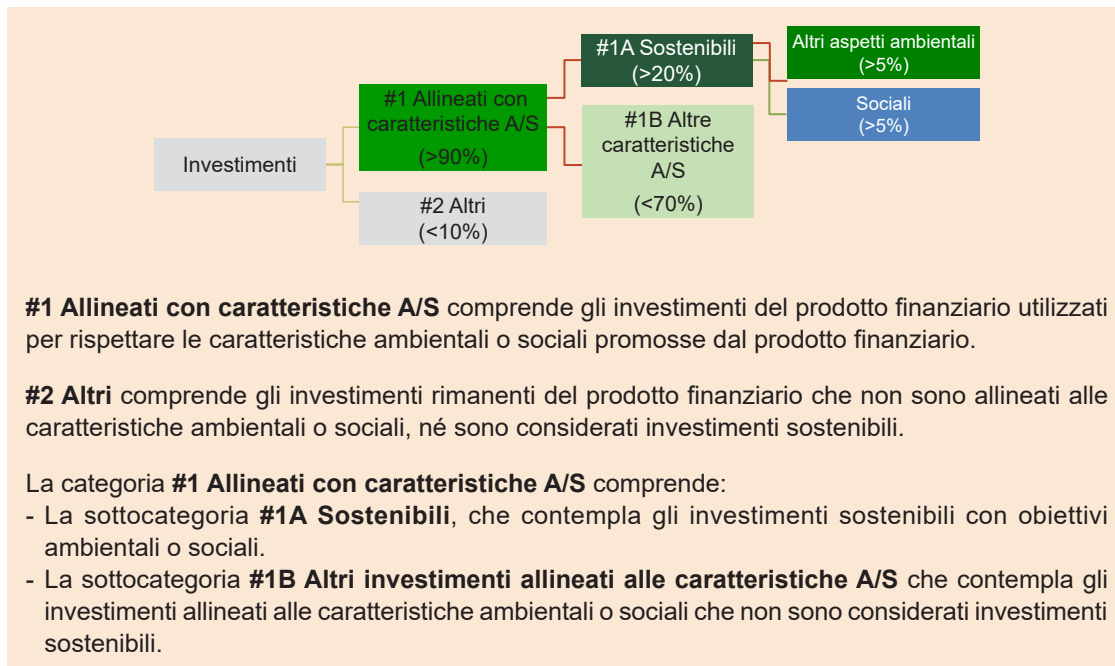 Investimenti
#1 Allineati con
caratteristiche A/S
(>90%)
#2 Altri
(<10%)
#1A Sostenibili
(>20%)
#1B Altre
caratteristiche
A/S
(<70%)
Altri aspetti ambientali
(>5%)
Sociali
(>5%)
#1 Allineati con caratteristiche A/S comprende gli investimenti del prodotto finanziario utilizzati
per rispettare le caratteristiche ambientali o sociali promosse dal prodotto finanziario.
#2 Altri comprende gli investimenti rimanenti del prodotto finanziario che non sono allineati alle
caratteristiche ambientali o sociali, né sono considerati investimenti sostenibili.
La categoria #1 Allineati con caratteristiche A/S comprende:
- La sottocategoria #1A Sostenibili, che contempla gli investimenti sostenibili con obiettivi
ambientali o sociali.
- La sottocategoria #1B Altri investimenti allineati alle caratteristiche A/S che contempla gli
investimenti allineati alle caratteristiche ambientali o sociali che non sono considerati investimenti
sostenibili.